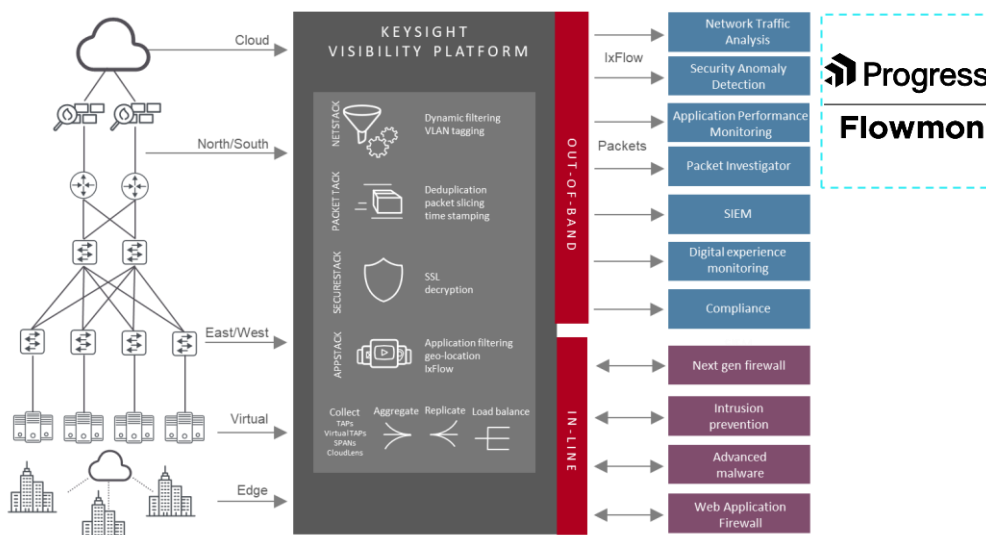 Cloud
North/South
East/West
Virtual
Edge
KEYSIGHT
VISIBILITY PLATFORM
NETSTACK
Dynamic filtering
VLAN tagging
PACKET TACK
Deduplication
packet slicing
time stamping
SECURESTACK
SSL
decryption
APPSTACK
Application filtering
geo-location
IxFlow
Collect
TAPs
Virtual TAPs
SPANs
CloudLens
Aggregate
Replicate
Load balance
OUT-OF-BAND
IN-LINE
IxFlow
Packets
Network Traffic
Analysis
Security Anomaly
Detection
Application Performance
Monitoring
Packet Investigator
SIEM
Digital experience
monitoring
Compliance
Next gen firewall
Intrusion
prevention
Advanced
malware
Web Application
Firewall
Progress
Flowmon